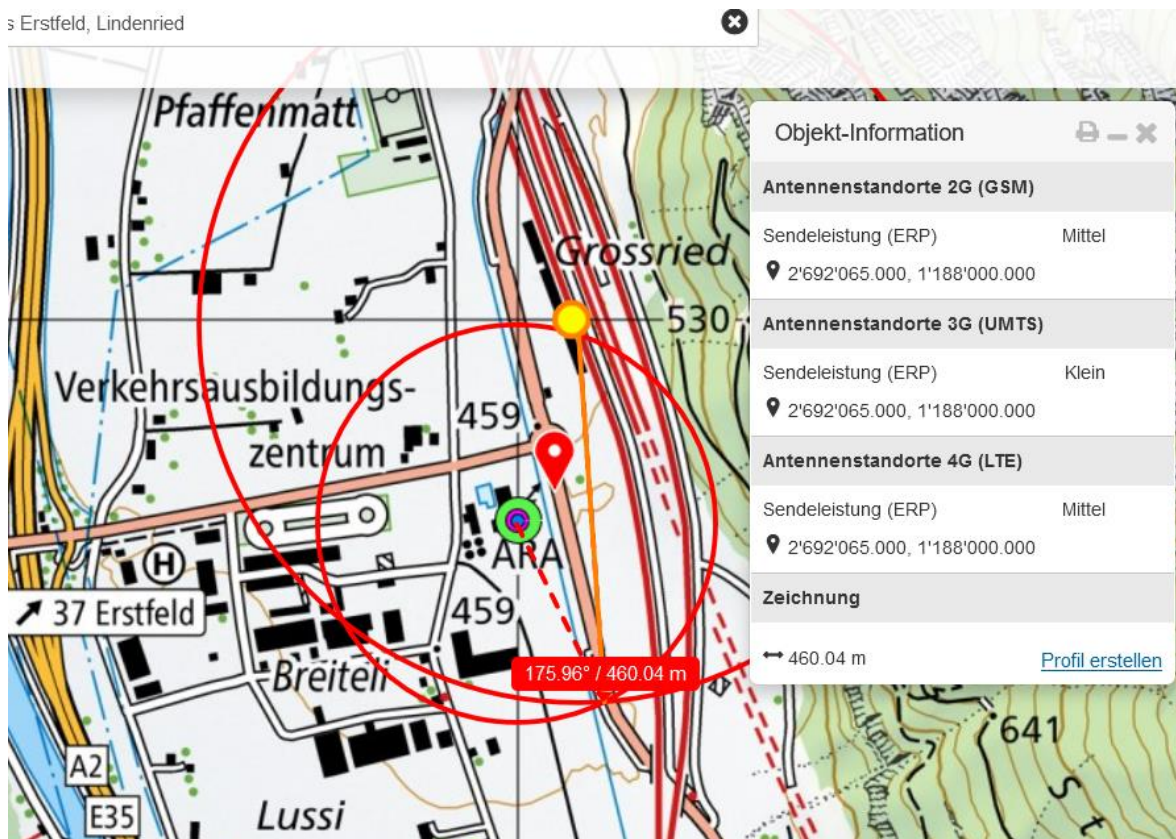 s Erstfeld, Lindenried
Pfaffenmatt
Grossried
530
Verkehrsausbildungs-
zentrum
459
ARA
H
37 Erstfeld
459
Breiteli
175.96° / 460.04 m
A2
E35
Lussi
641
S
t
Objekt-Information
Antennenstandorte 2G (GSM)
Sendeleistung (ERP) Mittel
2'692'065.000, 1'188'000.000
Antennenstandorte 3G (UMTS)
Sendeleistung (ERP) Klein
2'692'065.000, 1'188'000.000
Antennenstandorte 4G (LTE)
Sendeleistung (ERP) Mittel
2'692'065.000, 1'188'000.000
Zeichnung
460.04 m Profil erstellen